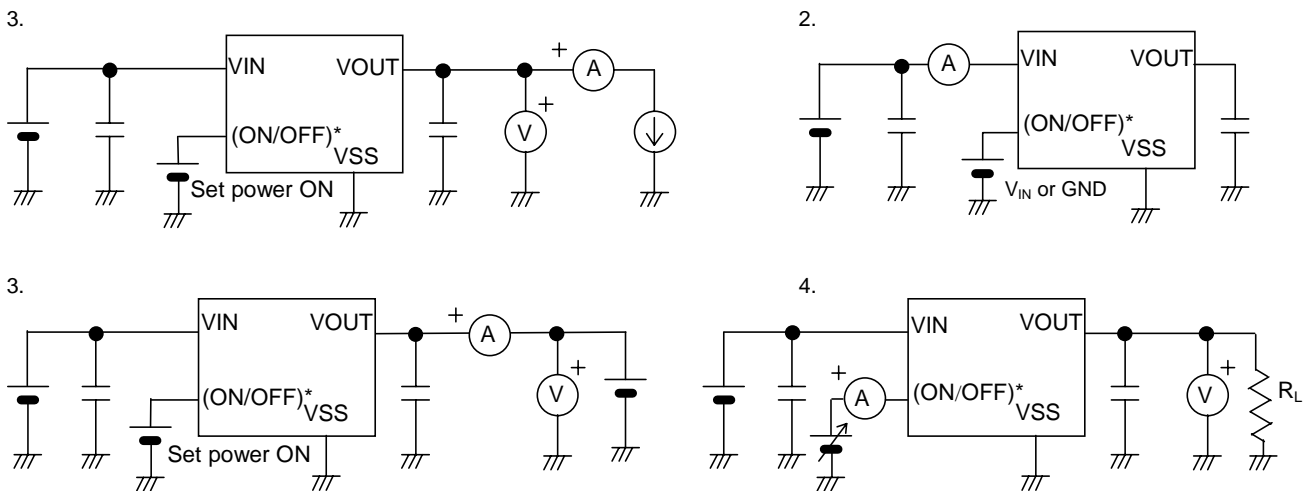 3.
VIN VOUT
+
A
+
V
(ON/OFF)*
VSS
Set power ON
2.
A
VIN VOUT
(ON/OFF)*
VSS
VIN or GND
3.
VIN VOUT
+
A
+
V
(ON/OFF)*
VSS
Set power ON
4.
VIN VOUT
+
A
(ON/OFF)*
VSS
+
V
RL